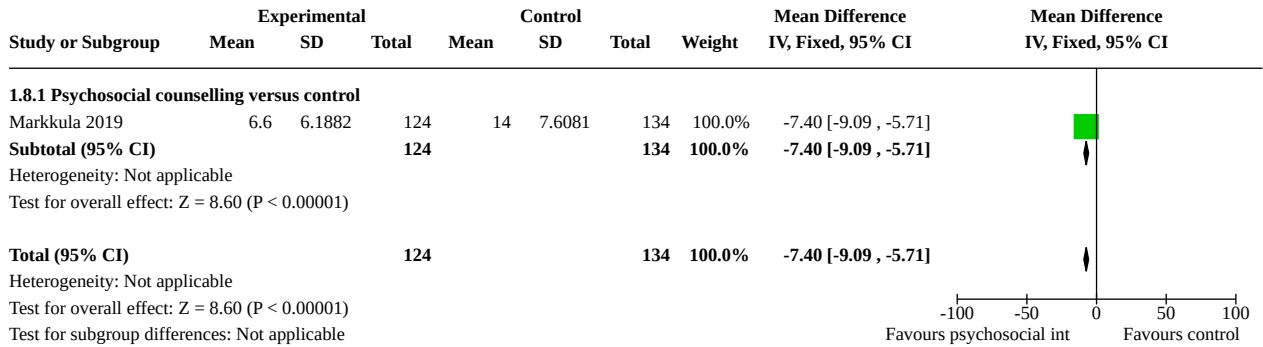 Experimental Control Mean Difference Mean Difference
Study or Subgroup Mean SD Total Mean SD Total Weight IV, Fixed, 95% CI IV, Fixed, 95% CI
1.8.1 Psychosocial counselling versus control
Markkula 2019 6.6 6.1882 124 14 7.6081 134 100.0% -7.40 [-9.09 , -5.71]
Subtotal (95% CI) 124 134 100.0% -7.40 [-9.09 , -5.71]
Heterogeneity: Not applicable
Test for overall effect: Z = 8.60 (P < 0.00001)
Total (95% CI) 124 134 100.0% -7.40 [-9.09 , -5.71]
Heterogeneity: Not applicable
Test for overall effect: Z = 8.60 (P < 0.00001)
-100 -50 0 50 100
Test for subgroup differences: Not applicable Favours psychosocial int Favours control